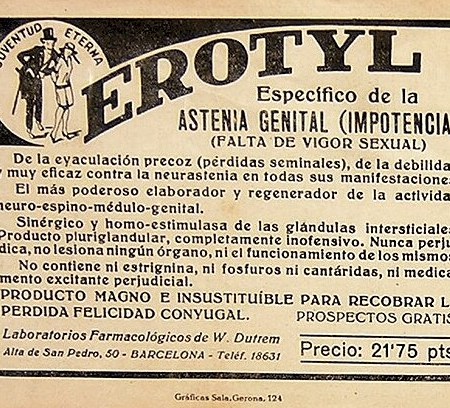 JUVENTUD ETERNA
EROTYL
Específico de la
ASTENIA GENITAL (IMPOTENCIA
(FALTA DE VIGOR SEXUAL)
De la eyaculación precoz (pérdidas seminales), de la debilida
y muy eficaz contra la neurastenia en todas sus manifestacione
El más poderoso elaborador y regenerador de la activida
neuro-espino-médulo-genital.
Sinérgico y homo-estimulasa de las glándulas intersticiale
Producto pluriglandular, completamente inofensivo. Nunca perju
dica, no lesiona ningún órgano, ni el funcionamiento de los mismos
No contiene ni estrignina, ni fosfuros ni cantáridas, ni medica
mento excitante perjudicial.
PRODUCTO MAGNO E INSUSTITUÍBLE PARA RECOBRAR L
PERDIDA FELICIDAD CONYUGAL. PROSPECTOS GRATIS
Laboratorios Farmacológicos de W. Dutrem
Alta de San Pedro, 50 - BARCELONA - Teléf. 18631
Precio: 21'75 pts
Gráficas Sala, Gerona, 124